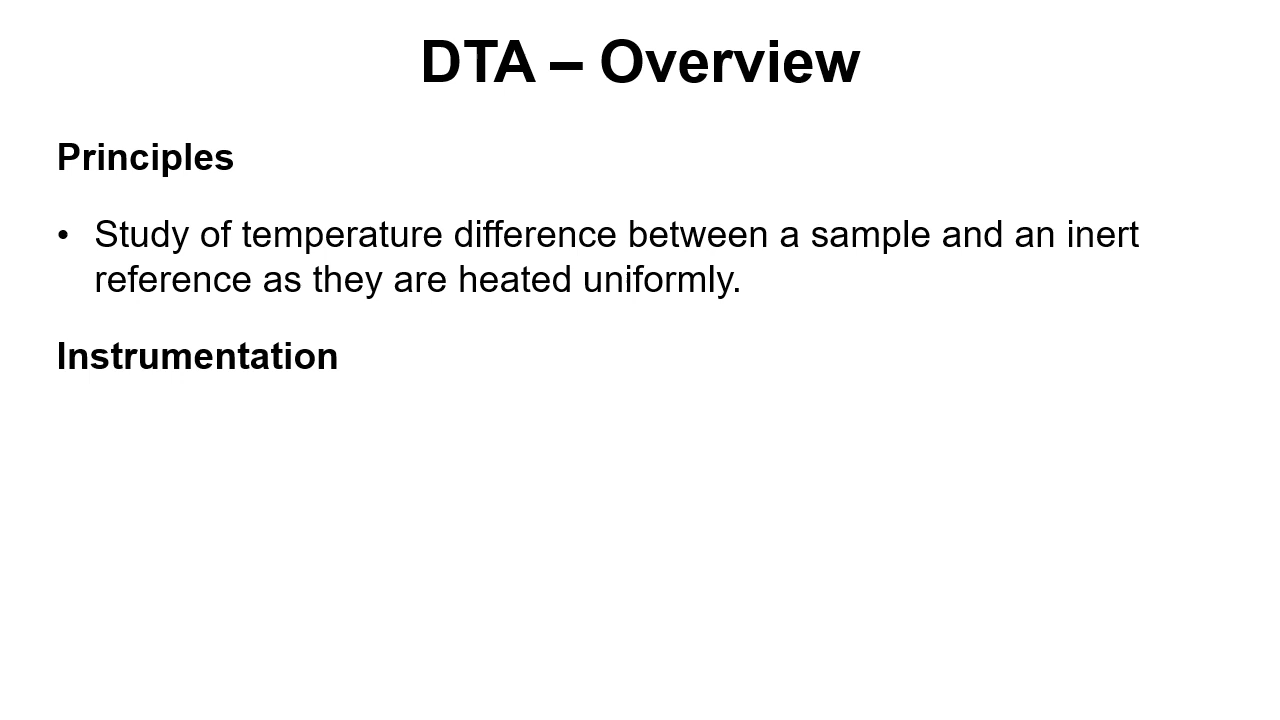 DTA – Overview
Principles
• Study of temperature difference between a sample and an inert
reference as they are heated uniformly.
Instrumentation